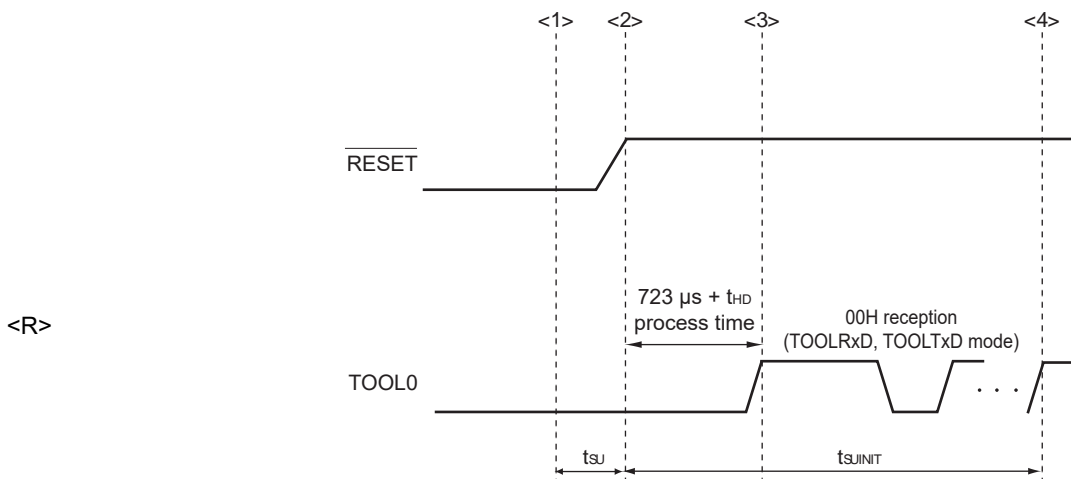 <1> <2> <3> <4>
RESET
723 µs + tHD
process time
00H reception
(TOOLRxD, TOOLTxD mode)
<R>
TOOL0
. . .
tSU tSUINIT